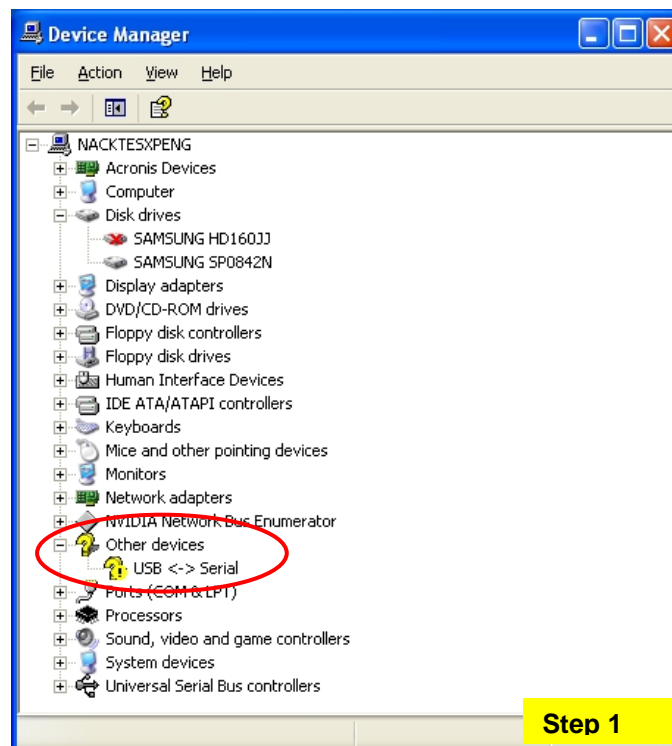 Device Manager
File Action View Help
NACKTESXPENG
Acronis Devices
Computer
Disk drives
SAMSUNG HD160JJ
SAMSUNG SP0842N
Display adapters
DVD/CD-ROM drives
Floppy disk controllers
Floppy disk drives
Human Interface Devices
IDE ATA/ATAPI controllers
Keyboards
Mice and other pointing devices
Monitors
Network adapters
NVIDIA Network Bus Enumerator
Other devices
USB <-> Serial
Ports (COM & LPT)
Processors
Sound, video and game controllers
System devices
Universal Serial Bus controllers
Step 1